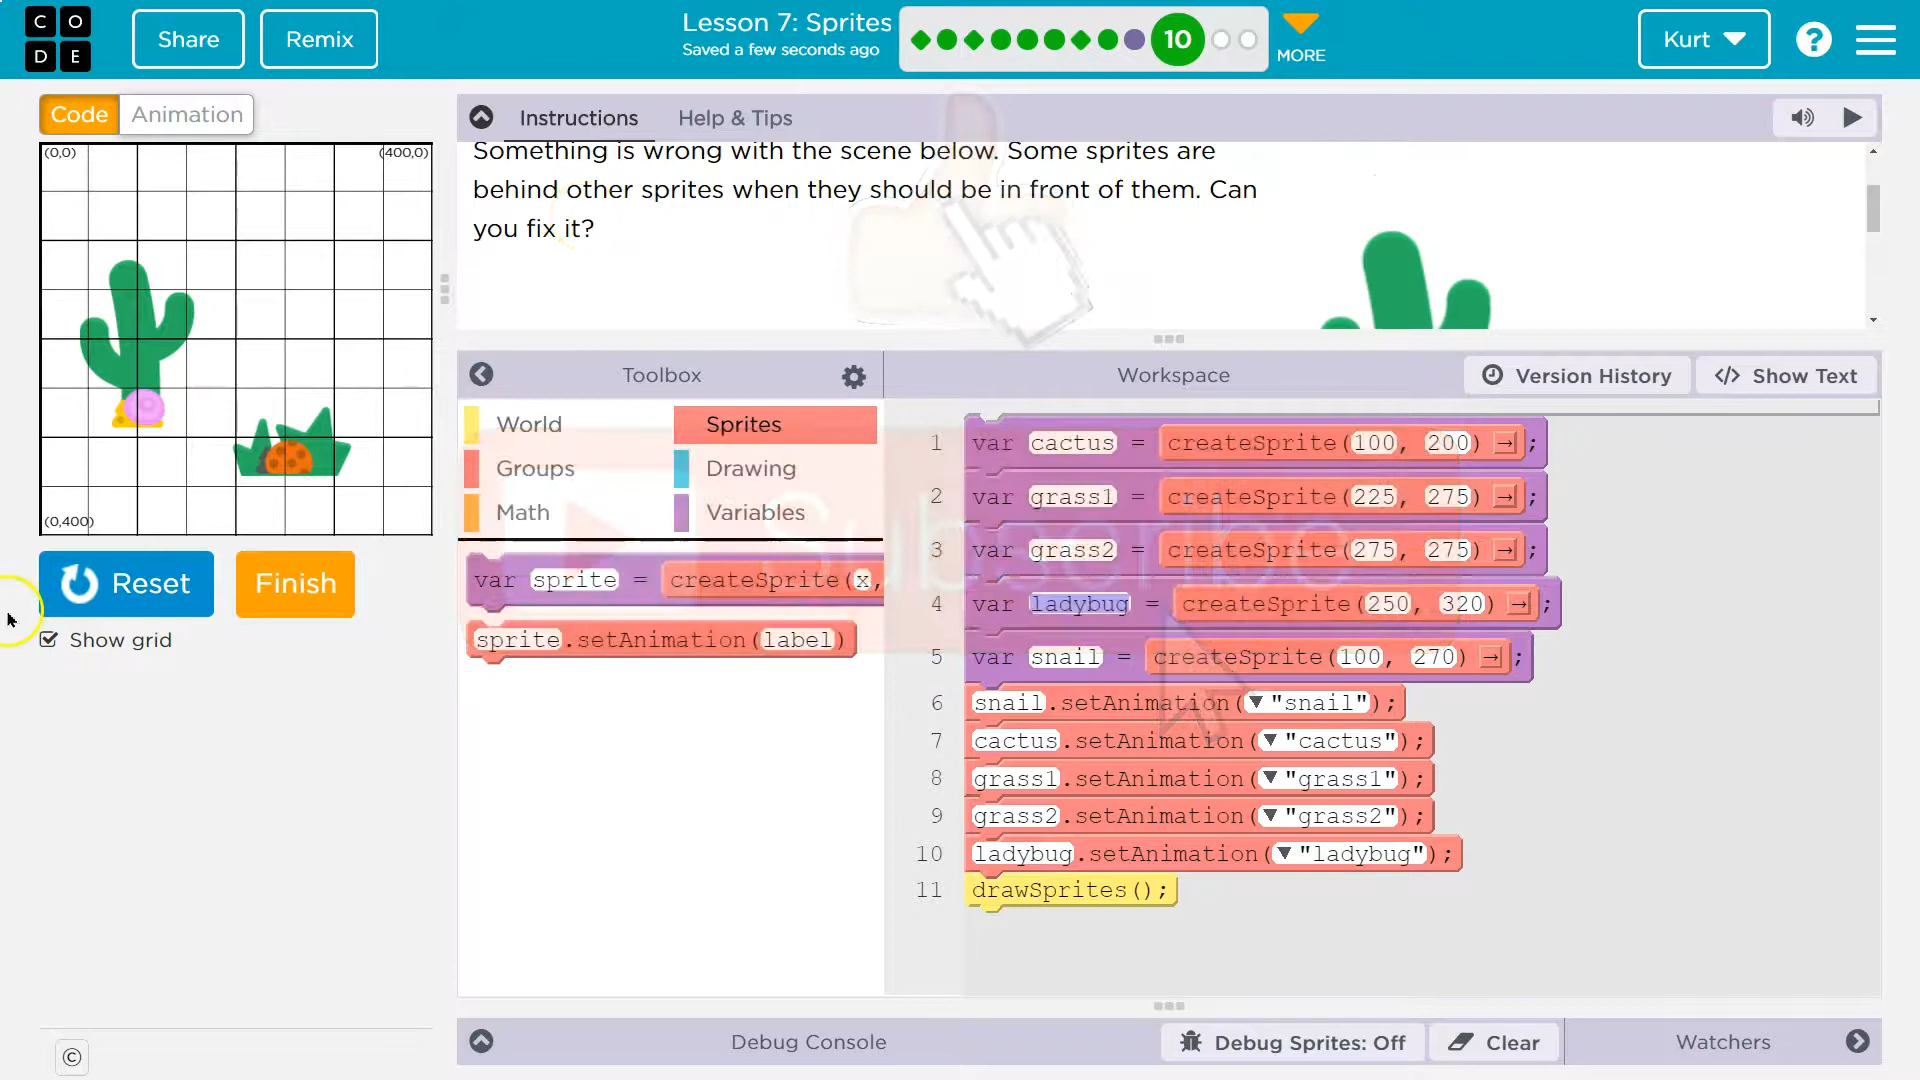 CO
DE
Share
Remix
Lesson 7: Sprites
Saved a few seconds ago
10
MORE
Kurt
?
Code
Animation
(0,0)
(400,0)
(0,400)
Reset
Finish
Show grid
©
Instructions
Help & Tips
Something is wrong with the scene below. Some sprites are
behind other sprites when they should be in front of them. Can
you fix it?
Toolbox
World
Sprites
Groups
Drawing
Math
Variables
var sprite = createSprite(x,
sprite.setAnimation(label)
Workspace
Version History
</> Show Text
Subscribe
1 var cactus = createSprite(100, 200);
2 var grass1 = createSprite(225, 275);
3 var grass2 = createSprite(275, 275);
4 var ladybug = createSprite(250, 320);
5 var snail = createSprite(100, 270);
6 snail.setAnimation("snail");
7 cactus.setAnimation("cactus");
8 grass1.setAnimation("grass1");
9 grass2.setAnimation("grass2");
10 ladybug.setAnimation("ladybug");
11 drawSprites();
Debug Console
Debug Sprites: Off
Clear
Watchers